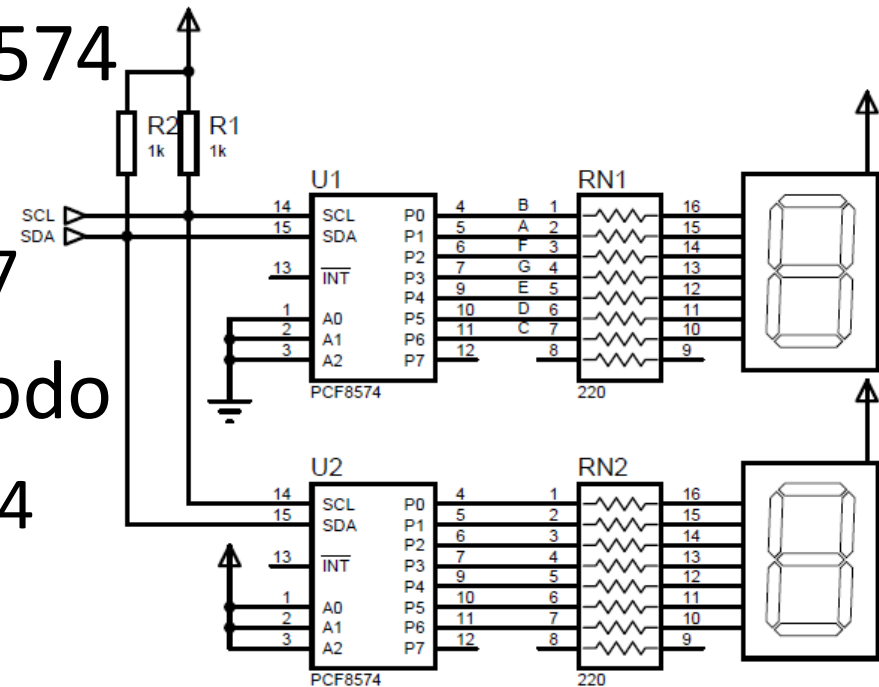 574
R2 R1
1k 1k
U1 RN1
SCL 14 SCL P0 4 B 1 16
SDA 15 SDA P1 5 A 2 15
P2 6 F 3 14
7
13 INT P3 7 G 4 13
P4 9 E 5 12
1 A0 P5 10 D 6 11
2 A1 P6 11 C 7 10
3 A2 P7 12 8 9
odo
PCF8574 220
U2 RN2
4
14 SCL P0 4 1 16
15 SDA P1 5 2 15
P2 6 3 14
13 INT P3 7 4 13
P4 9 5 12
1 A0 P5 10 6 11
2 A1 P6 11 7 10
3 A2 P7 12 8 9
PCF8574 220